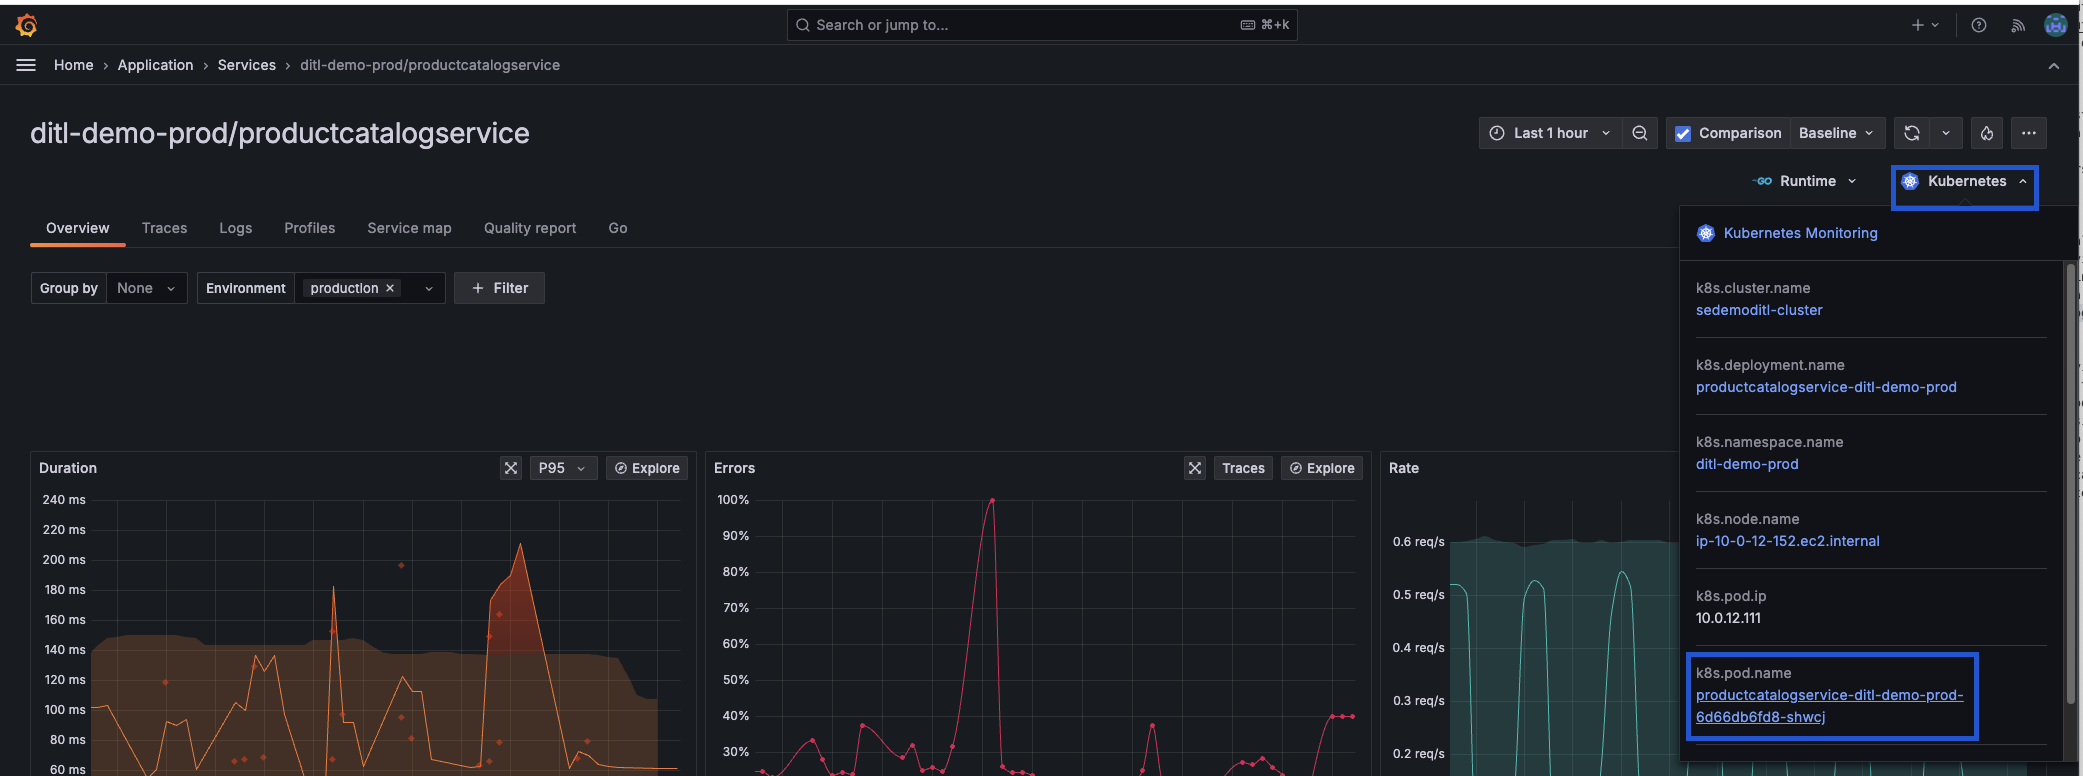 Search or jump to...
⌘+k
Home › Application › Services › ditl-demo-prod/productcatalogservice
ditl-demo-prod/productcatalogservice
Last 1 hour
Comparison
Baseline
GO Runtime
Kubernetes
Overview
Traces
Logs
Profiles
Service map
Quality report
Go
Group by
None
Environment
production ×
+ Filter
Kubernetes Monitoring
k8s.cluster.name
sedemoditl-cluster
k8s.deployment.name
productcatalogservice-ditl-demo-prod
k8s.namespace.name
ditl-demo-prod
k8s.node.name
ip-10-0-12-152.ec2.internal
k8s.pod.ip
10.0.12.111
k8s.pod.name
productcatalogservice-ditl-demo-prod-
6d66db6fd8-shwcj
Duration
P95
Explore
240 ms
220 ms
200 ms
180 ms
160 ms
140 ms
120 ms
100 ms
80 ms
60 ms
Errors
Traces
Explore
100%
90%
80%
70%
60%
50%
40%
30%
Rate
0.6 req/s
0.5 req/s
0.4 req/s
0.3 req/s
0.2 req/s